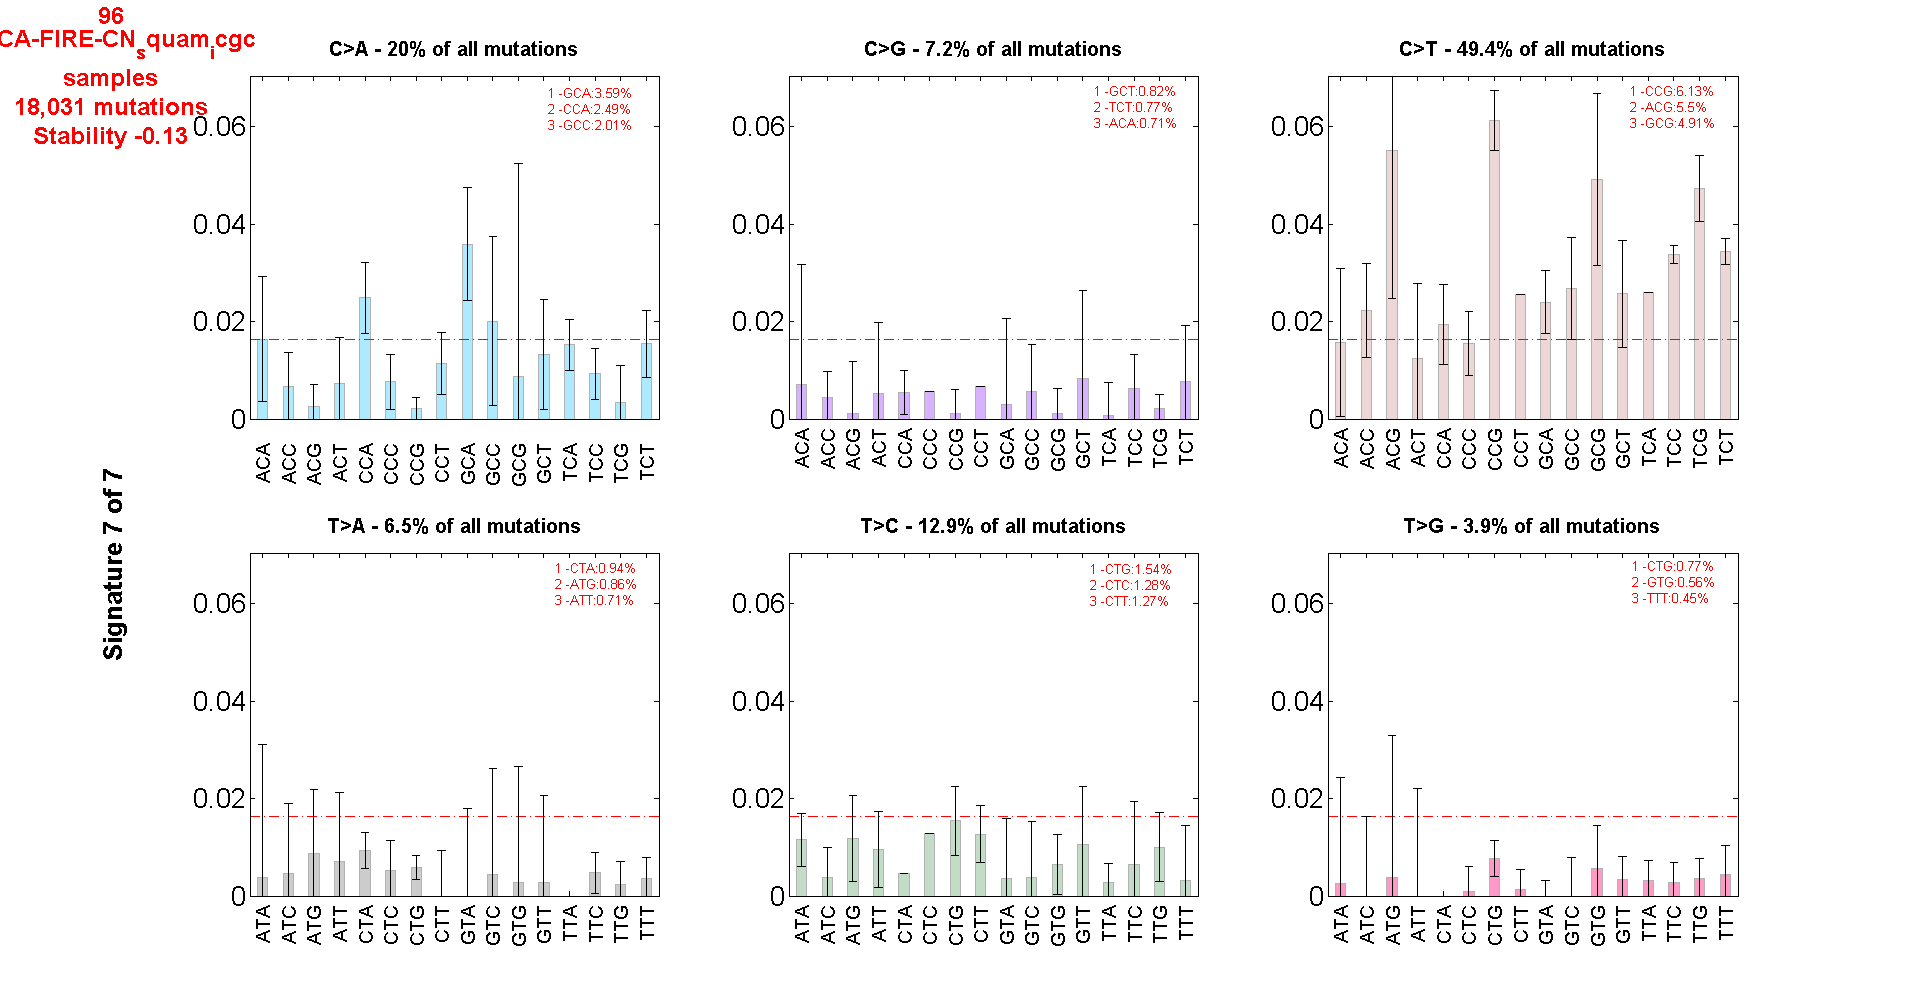 96
CA-FIRE-CNsquamicgc
samples
18,031 mutations
Stability -0.13
Signature 7 of 7
C>A - 20% of all mutations
1 -GCA:3.59%
2 -CCA:2.49%
3 -GCC:2.01%
0.06
0.04
0.02
0
ACA ACC ACG ACT CCA CCC CCG CCT GCA GCC GCG GCT TCA TCC TCG TCT
C>G - 7.2% of all mutations
1 -GCT:0.82%
2 -TCT:0.77%
3 -ACA:0.71%
0.06
0.04
0.02
0
ACA ACC ACG ACT CCA CCC CCG CCT GCA GCC GCG GCT TCA TCC TCG TCT
C>T - 49.4% of all mutations
1 -CCG:6.13%
2 -ACG:5.5%
3 -GCG:4.91%
0.06
0.04
0.02
0
ACA ACC ACG ACT CCA CCC CCG CCT GCA GCC GCG GCT TCA TCC TCG TCT
T>A - 6.5% of all mutations
1 -CTA:0.94%
2 -ATG:0.86%
3 -ATT:0.71%
0.06
0.04
0.02
0
ATA ATC ATG ATT CTA CTC CTG CTT GTA GTC GTG GTT TTA TTC TTG TTT
T>C - 12.9% of all mutations
1 -CTG:1.54%
2 -CTC:1.28%
3 -CTT:1.27%
0.06
0.04
0.02
0
ATA ATC ATG ATT CTA CTC CTG CTT GTA GTC GTG GTT TTA TTC TTG TTT
T>G - 3.9% of all mutations
1 -CTG:0.77%
2 -GTG:0.56%
3 -TTT:0.45%
0.06
0.04
0.02
0
ATA ATC ATG ATT CTA CTC CTG CTT GTA GTC GTG GTT TTA TTC TTG TTT